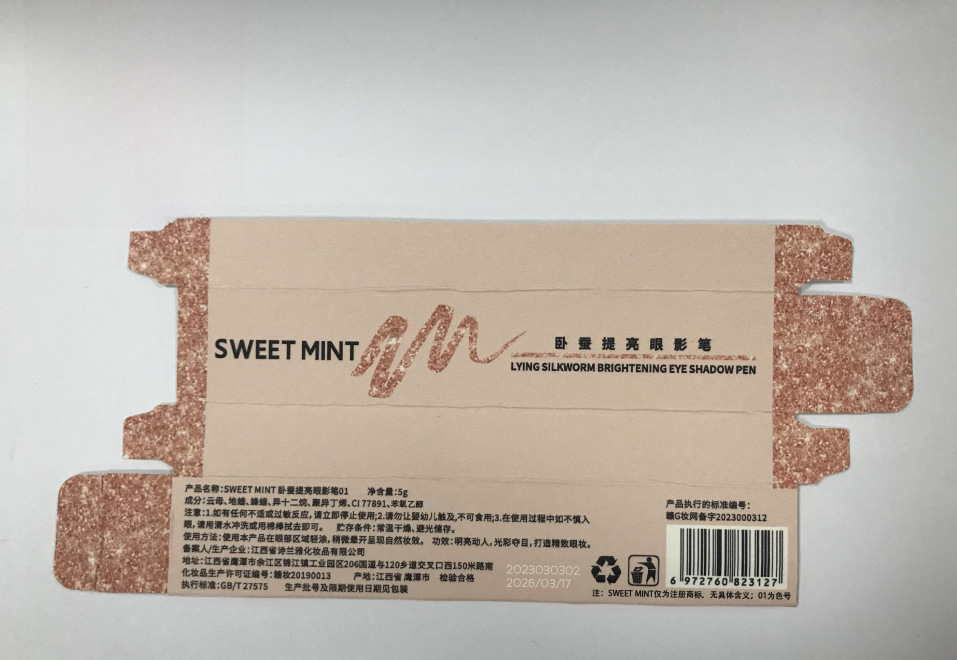 SWEET MINT
卧蚕提亮眼影笔
LYING SILKWORM BRIGHTENING EYE SHADOW PEN
产品名称:SWEET MINT 卧蚕提亮眼影笔01 净含量:5g
成分:云母、地蜡、蜂蜡、异十二烷、聚异丁烯、CI 77891、苯氧乙醇
注意:1.如有任何不适或过敏反应,请立即停止使用;2.请勿让婴幼儿触及,不可食用;3.在使用过程中如不慎入
眼,请用清水冲洗或用棉棒拭去即可。 贮存条件:常温干燥、避光储存。
使用方法:使用本产品在眼部区域轻涂,稍微晕开呈现自然妆效。 功效:明亮动人,光彩夺目,打造精致眼妆。
备案人/生产企业:江西省诗兰雅化妆品有限公司
地址:江西省鹰潭市余江区锦江镇工业园区206国道与120乡道交叉口西150米路南
化妆品生产许可证编号:赣妆20190013 产地:江西省 鹰潭市 检验合格
执行标准:GB/T 27575 生产批号及限期使用日期见包装
2023030302
2026/03/17
产品执行的标准编号:
赣G妆网备字2023000312
6 972760 823127
注: SWEET MINT仅为注册商标，无具体含义；01为色号